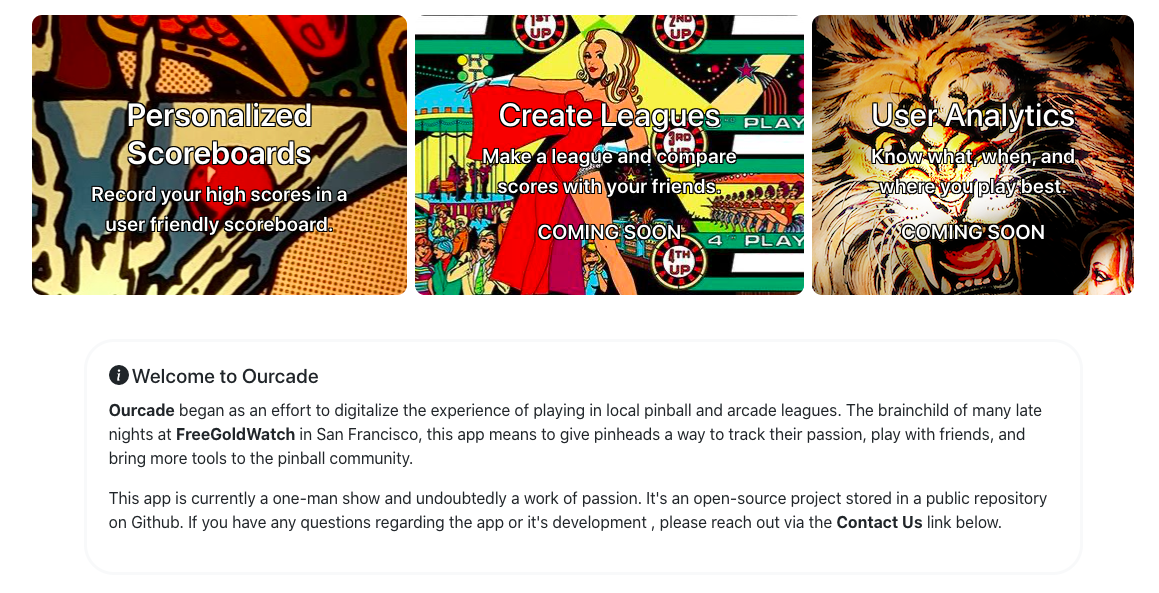 1ST
UP
2ND
UP
R
T
PLAY
3RD
UP
4 TH PLAY
4TH
UP
Personalized
Scoreboards
Record your high scores in a
user friendly scoreboard.
Create Leagues
Make a league and compare
scores with your friends.
COMING SOON
User Analytics
Know what, when, and
where you play best.
COMING SOON
Welcome to Ourcade
Ourcade began as an effort to digitalize the experience of playing in local pinball and arcade leagues. The brainchild of many late
nights at FreeGoldWatch in San Francisco, this app means to give pinheads a way to track their passion, play with friends, and
bring more tools to the pinball community.
This app is currently a one-man show and undoubtedly a work of passion. It's an open-source project stored in a public repository
on Github. If you have any questions regarding the app or it's development , please reach out via the Contact Us link below.